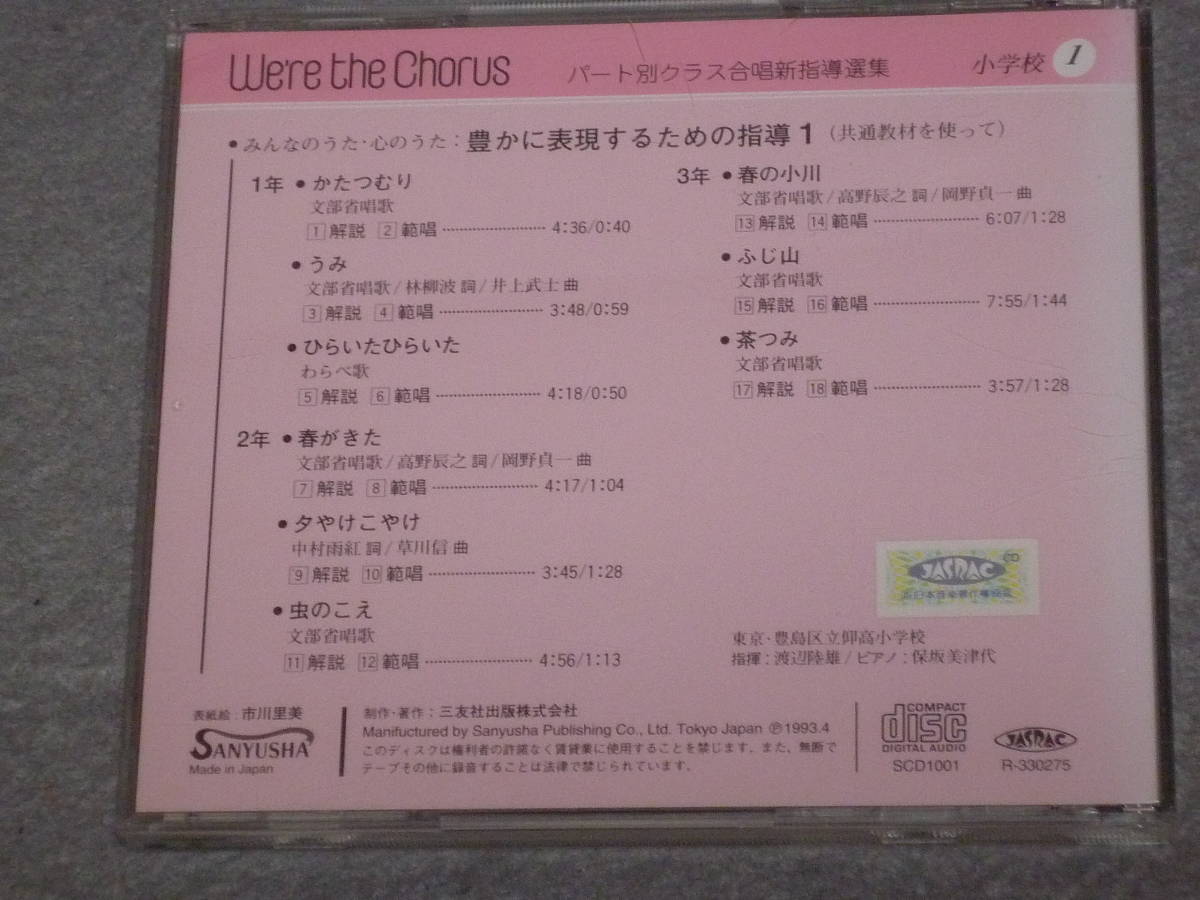 We're the Chorus パート別クラス合唱新指導選集 小学校 1
• みんなのうた・心のうた：豊かに表現するための指導 1（共通教材を使って）
1年 ● かたつむり
文部省唱歌
1 解説 2 範唱 ……………… 4:36/0:40
● うみ
文部省唱歌/林柳波 詞/井上武士 曲
3 解説 4 範唱 ……………… 3:48/0:59
● ひらいたひらいた
わらべ歌
5 解説 6 範唱 ……………… 4:18/0:50
2年 ● 春がきた
文部省唱歌/高野辰之 詞/岡野貞一 曲
7 解説 8 範唱 ……………… 4:17/1:04
● 夕やけこやけ
中村雨紅 詞/草川信 曲
9 解説 10 範唱 ……………… 3:45/1:28
● 虫のこえ
文部省唱歌
11 解説 12 範唱 ……………… 4:56/1:13
3年 ● 春の小川
文部省唱歌/高野辰之 詞/岡野貞一 曲
13 解説 14 範唱 ……………… 6:07/1:28
● ふじ山
文部省唱歌
15 解説 16 範唱 ……………… 7:55/1:44
● 茶つみ
文部省唱歌
17 解説 18 範唱 ……………… 3:57/1:28
CD
JASRAC
東京・豊島区立仰高小学校
指揮：渡辺陸雄/ピアノ：保坂美津代
表紙絵：市川里美
SANYUSHA
Made in Japan
制作・著作：三友社出版株式会社
Manifuctured by Sanyusha Publishing Co., Ltd. Tokyo Japan ℗1993.4
このディスクは権利者の許諾なく賃貸業に使用することを禁じます。また、無断で
テープその他に録音することは法律で禁じられています。
COMPACT
disc
DIGITAL AUDIO
SCD1001
JASRAC
R-330275